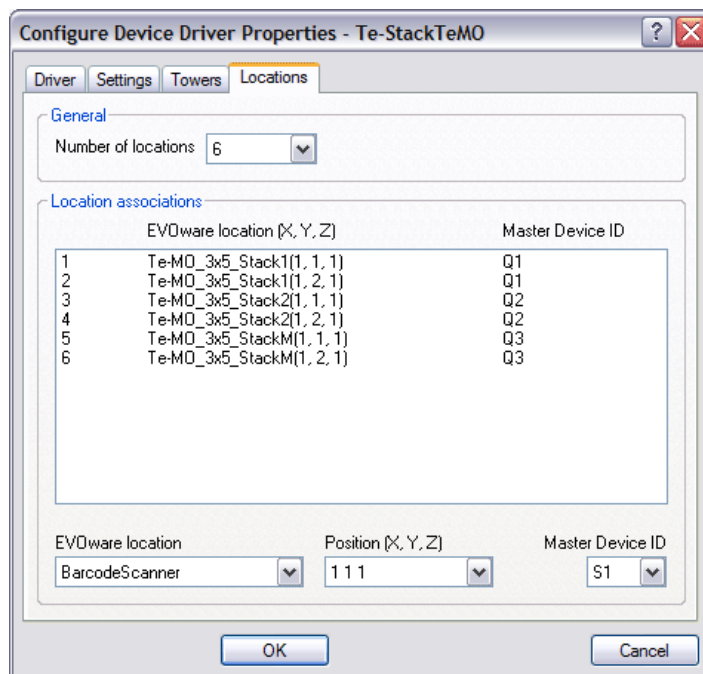 Configure Device Driver Properties - Te-StackTeMO
Driver Settings Towers Locations
General
Number of locations 6
Location associations
EVOware location (X, Y, Z) Master Device ID
1 Te-MO_3x5_Stack1(1, 1, 1) Q1
2 Te-MO_3x5_Stack1(1, 2, 1) Q1
3 Te-MO_3x5_Stack2(1, 1, 1) Q2
4 Te-MO_3x5_Stack2(1, 2, 1) Q2
5 Te-MO_3x5_StackM(1, 1, 1) Q3
6 Te-MO_3x5_StackM(1, 2, 1) Q3
EVOware location Position (X, Y, Z) Master Device ID
BarcodeScanner 1 1 1 S1
OK Cancel